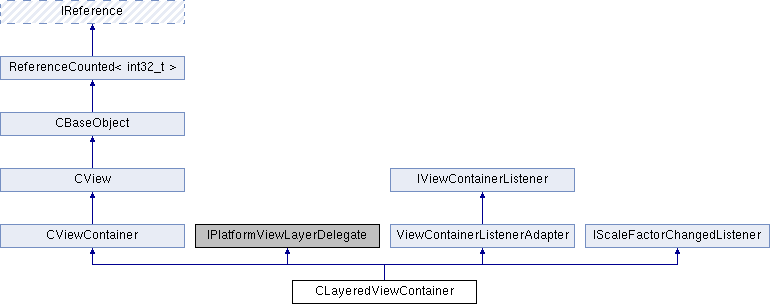 IReference
ReferenceCounted< int32_t >
CBaseObject
CView
IViewContainerListener
CViewContainer
IPlatformViewLayerDelegate
ViewContainerListenerAdapter
IScaleFactorChangedListener
CLayeredViewContainer